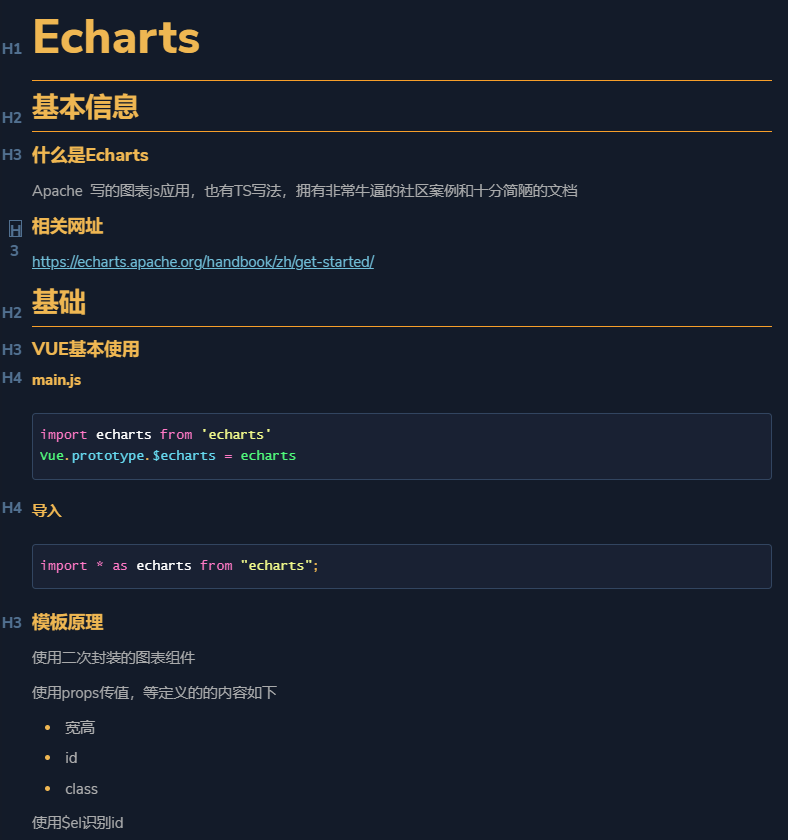 H1 Echarts
H2 基本信息
H3 什么是Echarts
Apache 写的图表js应用，也有TS写法，拥有非常牛逼的社区案例和十分简陋的文档
H3 相关网址
https://echarts.apache.org/handbook/zh/get-started/
H2 基础
H3 VUE基本使用
H4 main.js
import echarts from 'echarts'
Vue.prototype.$echarts = echarts
H4 导入
import * as echarts from "echarts";
H3 模板原理
使用二次封装的图表组件
使用props传值，等定义的的内容如下
• 宽高
• id
• class
使用$el识别id